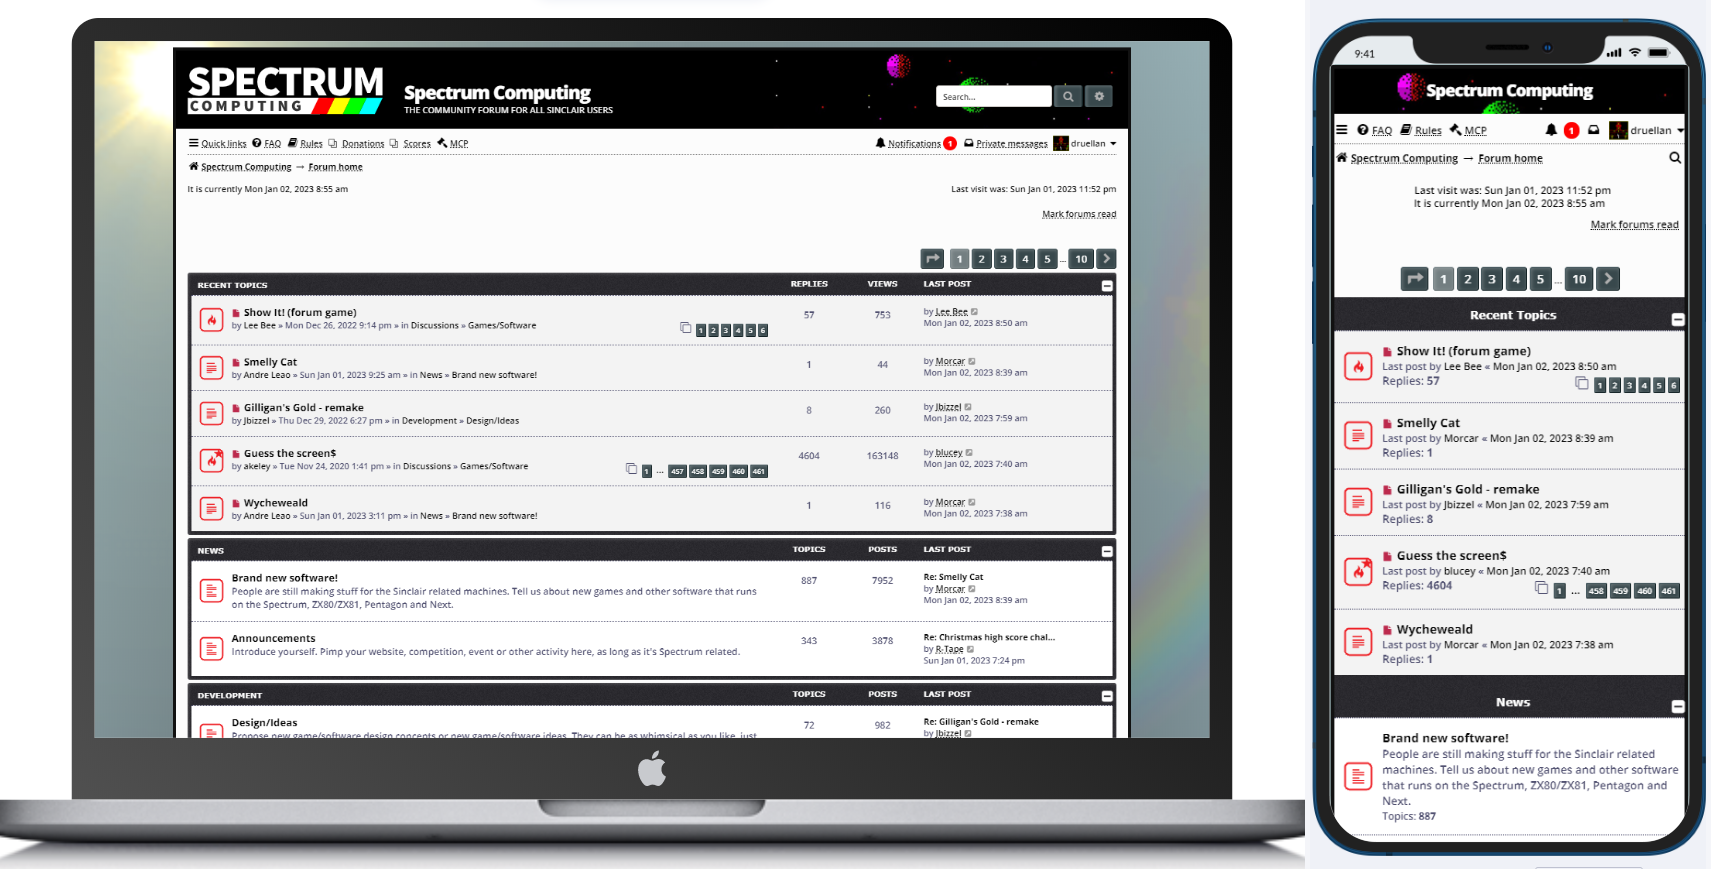 SPECTRUM
COMPUTING
Spectrum Computing
THE COMMUNITY FORUM FOR ALL SINCLAIR USERS
Search...
Quick links FAQ Rules Donations Scores MCP
Notifications 1 Private messages druellan
Spectrum Computing → Forum home
It is currently Mon Jan 02, 2023 8:55 am
Last visit was: Sun Jan 01, 2023 11:52 pm
Mark forums read
1 2 3 4 5 … 10
RECENT TOPICS REPLIES VIEWS LAST POST
Show It! (forum game) 57 753 by Lee Bee
by Lee Bee » Mon Dec 26, 2022 9:14 pm » in Discussions » Games/Software 1 2 3 4 5 6 Mon Jan 02, 2023 8:50 am
Smelly Cat 1 44 by Morcar
by Andre Leao » Sun Jan 01, 2023 9:25 am » in News » Brand new software! Mon Jan 02, 2023 8:39 am
Gilligan's Gold - remake 8 260 by Jbizzel
by Jbizzel » Thu Dec 29, 2022 6:27 pm » in Development » Design/Ideas Mon Jan 02, 2023 7:59 am
Guess the screen$ 4604 163148 by blucey
by akeley » Tue Nov 24, 2020 1:41 pm » in Discussions » Games/Software 1 … 457 458 459 460 461 Mon Jan 02, 2023 7:40 am
Wycheweald 1 116 by Morcar
by Andre Leao » Sun Jan 01, 2023 3:11 pm » in News » Brand new software! Mon Jan 02, 2023 7:38 am
NEWS TOPICS POSTS LAST POST
Brand new software! 887 7952 Re: Smelly Cat
People are still making stuff for the Sinclair related machines. Tell us about new games and other software that runs by Morcar
on the Spectrum, ZX80/ZX81, Pentagon and Next. Mon Jan 02, 2023 8:39 am
Announcements 343 3878 Re: Christmas high score chal...
Introduce yourself. Pimp your website, competition, event or other activity here, as long as it's Spectrum related. by R-Tape
Sun Jan 01, 2023 7:24 pm
DEVELOPMENT TOPICS POSTS LAST POST
Design/Ideas 72 982 Re: Gilligan's Gold - remake
Propose new game/software design concepts or new game/software ideas. They can be as whimsical as you like, just by Jbizzel
9:41
Spectrum Computing
FAQ Rules MCP 1 druellan
Spectrum Computing → Forum home
Last visit was: Sun Jan 01, 2023 11:52 pm
It is currently Mon Jan 02, 2023 8:55 am
Mark forums read
1 2 3 4 5 … 10
Recent Topics
Show It! (forum game)
Last post by Lee Bee « Mon Jan 02, 2023 8:50 am
Replies: 57 1 2 3 4 5 6
Smelly Cat
Last post by Morcar « Mon Jan 02, 2023 8:39 am
Replies: 1
Gilligan's Gold - remake
Last post by Jbizzel « Mon Jan 02, 2023 7:59 am
Replies: 8
Guess the screen$
Last post by blucey « Mon Jan 02, 2023 7:40 am
Replies: 4604 1 … 458 459 460 461
Wycheweald
Last post by Morcar « Mon Jan 02, 2023 7:38 am
Replies: 1
News
Brand new software!
People are still making stuff for the Sinclair related
machines. Tell us about new games and other software
that runs on the Spectrum, ZX80/ZX81, Pentagon and
Next.
Topics: 887